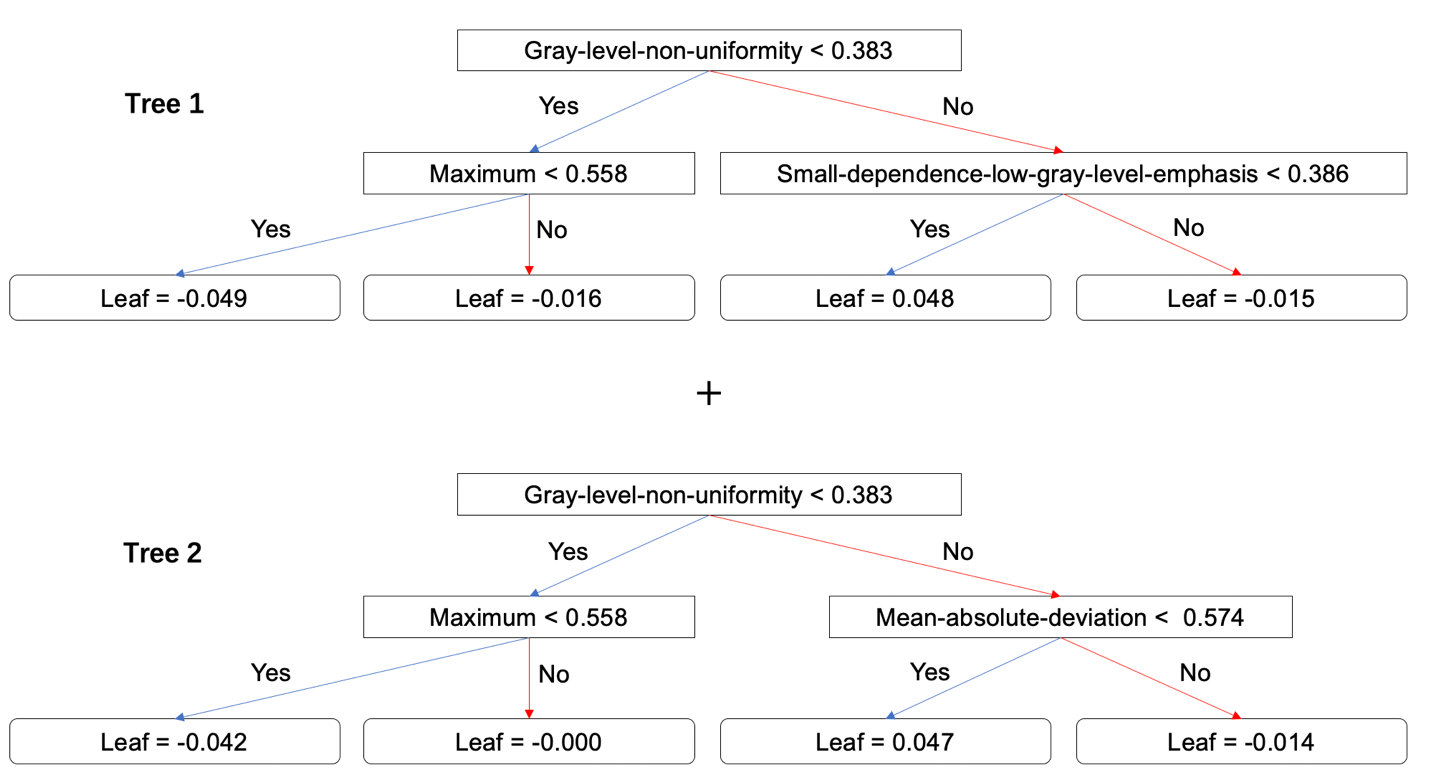 Gray-level-non-uniformity < 0.383
Tree 1
Yes
No
Maximum < 0.558
Small-dependence-low-gray-level-emphasis < 0.386
Yes
No
Yes
No
Leaf = -0.049
Leaf = -0.016
Leaf = 0.048
Leaf = -0.015
+
Gray-level-non-uniformity < 0.383
Tree 2
Yes
No
Maximum < 0.558
Mean-absolute-deviation < 0.574
Yes
No
Yes
No
Leaf = -0.042
Leaf = -0.000
Leaf = 0.047
Leaf = -0.014